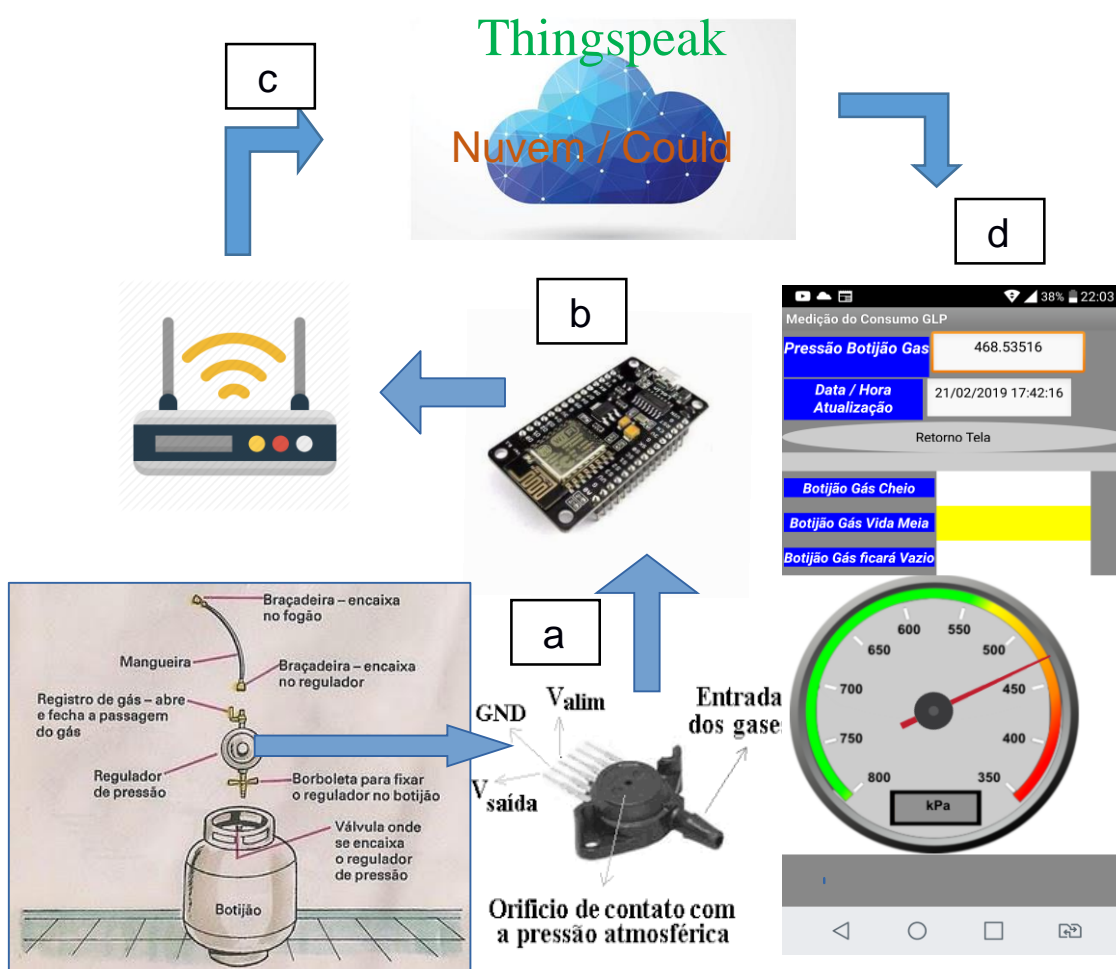 Thingspeak
c
Nuvem / Could
d
b
a
38%
22:03
Medição do Consumo GLP
Pressão Botijão Gas
468.53516
Data / Hora
Atualização
21/02/2019 17:42:16
Retorno Tela
Botijão Gás Cheio
Botijão Gás Vida Meia
Botijão Gás ficará Vazio
350
400
450
500
550
600
650
700
750
800
kPa
Braçadeira – encaixa
no fogão
Mangueira
Braçadeira – encaixa
no regulador
Registro de gás – abre
e fecha a passagem
do gás
Regulador
de pressão
Borboleta para fixar
o regulador no botijão
Válvula onde
se encaixa
o regulador
de pressão
Botijão
GND
Valim
Vsaída
Entrada
dos gase
Orificio de contato com
a pressão atmosférica